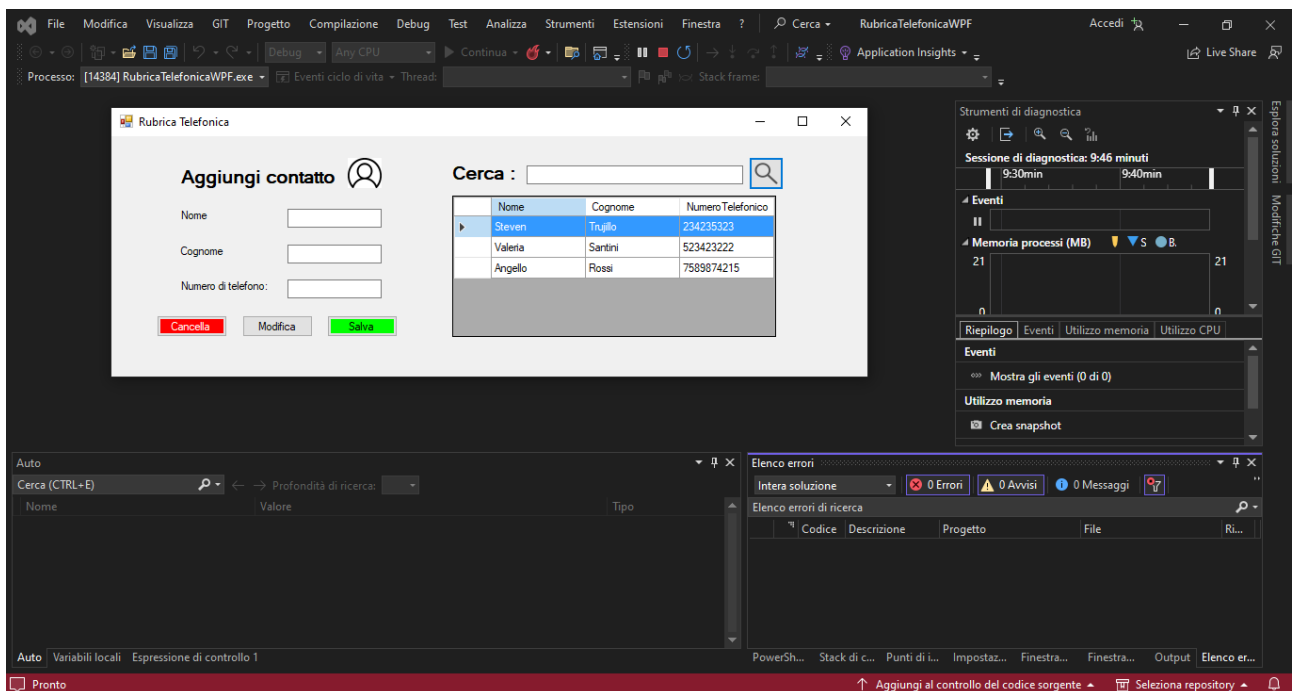 File Modifica Visualizza GIT Progetto Compilazione Debug Test Analizza Strumenti Estensioni Finestra ? Cerca RubricaTelefonicaWPF Accedi
Debug Any CPU Continua Application Insights Live Share
Processo: [14384] RubricaTelefonicaWPF.exe Eventi ciclo di vita Thread: Stack frame:
Rubrica Telefonica
Aggiungi contatto
Nome
Cognome
Numero di telefono:
Cancella Modifica Salva
Cerca :
Nome Cognome NumeroTelefonico
Steven Trujillo 234235323
Valeria Santini 523423222
Angello Rossi 7589874215
Strumenti di diagnostica
Sessione di diagnostica: 9:46 minuti
9:30min 9:40min
Eventi
Memoria processi (MB) S B.
21 21
0 0
Riepilogo Eventi Utilizzo memoria Utilizzo CPU
Eventi
Mostra gli eventi (0 di 0)
Utilizzo memoria
Crea snapshot
Esplora soluzioni
Modifiche GIT
Auto
Cerca (CTRL+E) Profondità di ricerca:
Nome Valore Tipo
Auto Variabili locali Espressione di controllo 1
Elenco errori
Intera soluzione 0 Errori 0 Avvisi 0 Messaggi
Elenco errori di ricerca
Codice Descrizione Progetto File Ri...
PowerSh... Stack di c... Punti di i... Impostaz... Finestra... Finestra... Output Elenco er...
Pronto Aggiungi al controllo del codice sorgente Seleziona repository